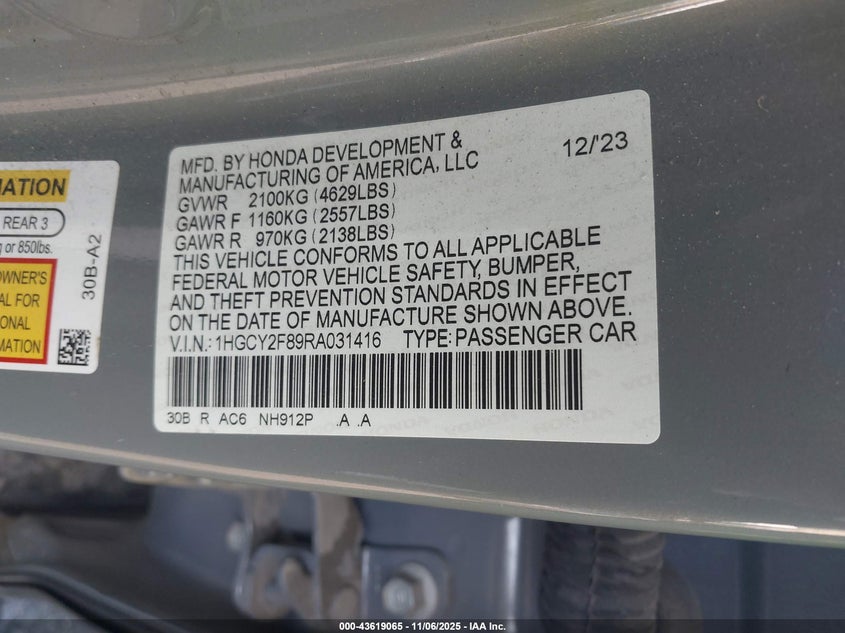 MATION
REAR 3
or 850lbs.
OWNER'S
AL FOR
ONAL
MATION
30B-A2
MFD. BY HONDA DEVELOPMENT & 12/'23
MANUFACTURING OF AMERICA, LLC
GVWR 2100KG (4629LBS)
GAWR F 1160KG (2557LBS)
GAWR R 970KG (2138LBS)
THIS VEHICLE CONFORMS TO ALL APPLICABLE
FEDERAL MOTOR VEHICLE SAFETY, BUMPER,
AND THEFT PREVENTION STANDARDS IN EFFECT
ON THE DATE OF MANUFACTURE SHOWN ABOVE.
V.I.N.: 1HGCY2F89RA031416 TYPE: PASSENGER CAR
30B R AC6 NH912P .A .A
000-43619065 - 11/06/2025 - IAA Inc.